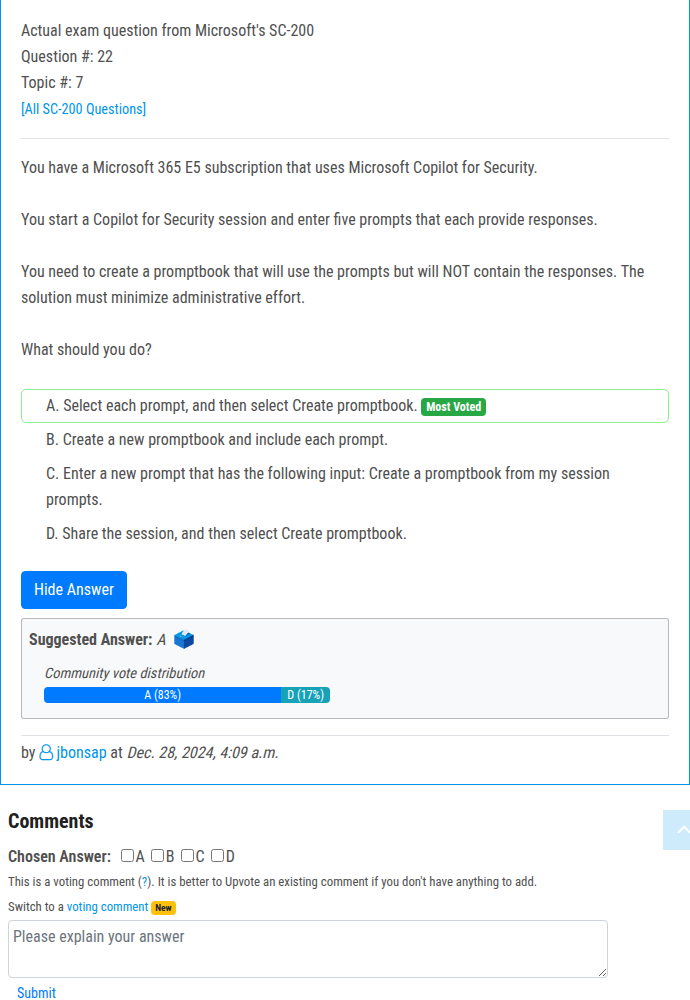 Actual exam question from Microsoft's SC-200
Question #: 22
Topic #: 7
[All SC-200 Questions]
You have a Microsoft 365 E5 subscription that uses Microsoft Copilot for Security.
You start a Copilot for Security session and enter five prompts that each provide responses.
You need to create a promptbook that will use the prompts but will NOT contain the responses. The
solution must minimize administrative effort.
What should you do?
A. Select each prompt, and then select Create promptbook. Most Voted
B. Create a new promptbook and include each prompt.
C. Enter a new prompt that has the following input: Create a promptbook from my session
prompts.
D. Share the session, and then select Create promptbook.
Hide Answer
Suggested Answer: A
Community vote distribution
A (83%) D (17%)
by jbonsap at Dec. 28, 2024, 4:09 a.m.
Comments
Chosen Answer: A B C D
This is a voting comment (?). It is better to Upvote an existing comment if you don't have anything to add.
Switch to a voting comment New
Please explain your answer
Submit